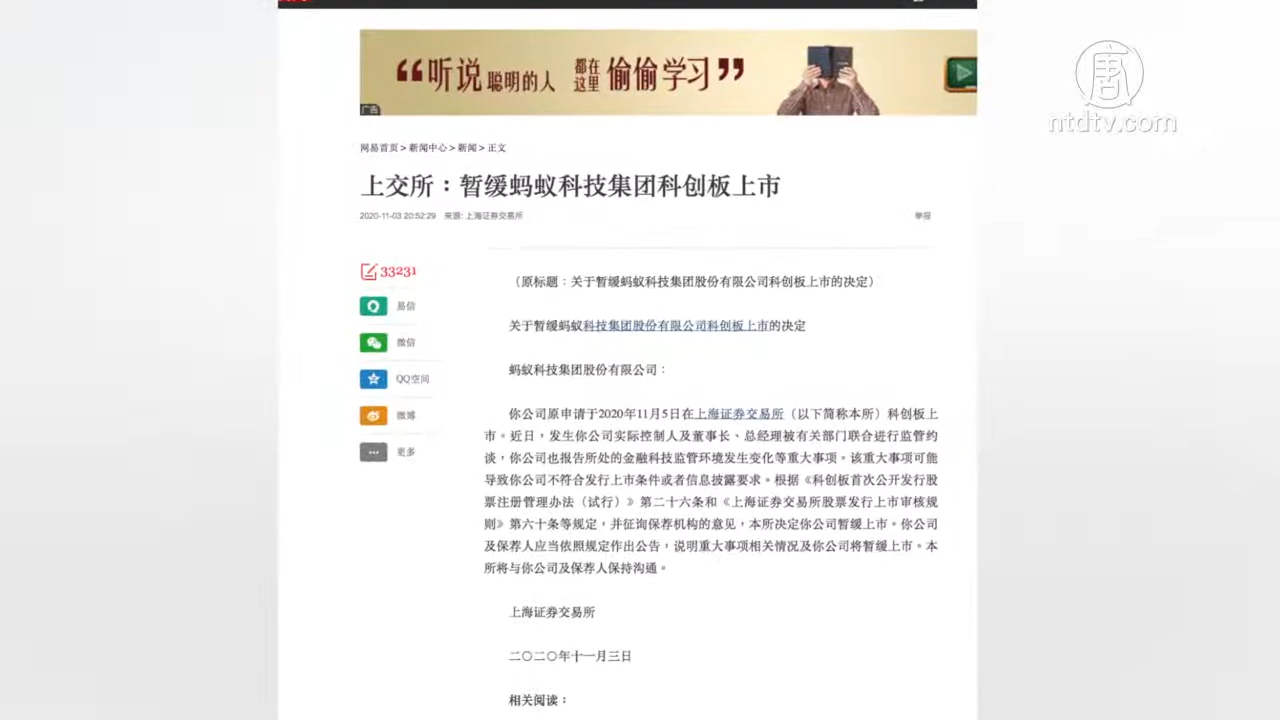 “听说聪明的人 都在这里 偷偷学习”
广告
唐
ntdtv.com
网易首页 > 新闻中心 > 新闻 > 正文
上交所：暂缓蚂蚁科技集团科创板上市
2020-11-03 20:52:29 来源: 上海证券交易所
举报
33231
易信
微信
QQ空间
微博
更多
（原标题：关于暂缓蚂蚁科技集团股份有限公司科创板上市的决定）
关于暂缓蚂蚁科技集团股份有限公司科创板上市的决定
蚂蚁科技集团股份有限公司：
你公司原申请于2020年11月5日在上海证券交易所（以下简称本所）科创板上
市。近日，发生你公司实际控制人及董事长、总经理被有关部门联合进行监管约
谈，你公司也报告所处的金融科技监管环境发生变化等重大事项。该重大事项可能
导致你公司不符合发行上市条件或者信息披露要求。根据《科创板首次公开发行股
票注册管理办法（试行）》第二十六条和《上海证券交易所股票发行上市审核规
则》第六十条等规定，并征询保荐机构的意见，本所决定你公司暂缓上市。你公司
及保荐人应当依照规定作出公告，说明重大事项相关情况及你公司将暂缓上市。本
所将与你公司及保荐人保持沟通。
上海证券交易所
二〇二〇年十一月三日
相关阅读：